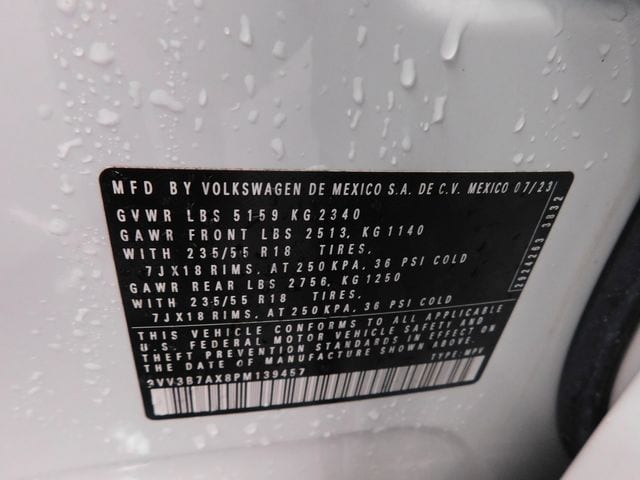 MFD BY VOLKSWAGEN DE MEXICO S.A. DE C.V. MEXICO 07/23
GVWR LBS 5159 KG 2340
GAWR FRONT LBS 2513, KG 1140
WITH 235/55 R18 TIRES,
7JX18 RIMS, AT 250 KPA, 36 PSI COLD
GAWR REAR LBS 2756, KG 1250
WITH 235/55 R18 TIRES,
7JX18 RIMS, AT 250 KPA, 36 PSI COLD
THIS VEHICLE CONFORMS TO ALL APPLICABLE
U.S. FEDERAL MOTOR VEHICLE SAFETY AND
THEFT PREVENTION STANDARDS IN EFFECT ON
THE DATE OF MANUFACTURE SHOWN ABOVE.
3VV3B7AX8PM139457 TYPE: MPV
2924263 3832